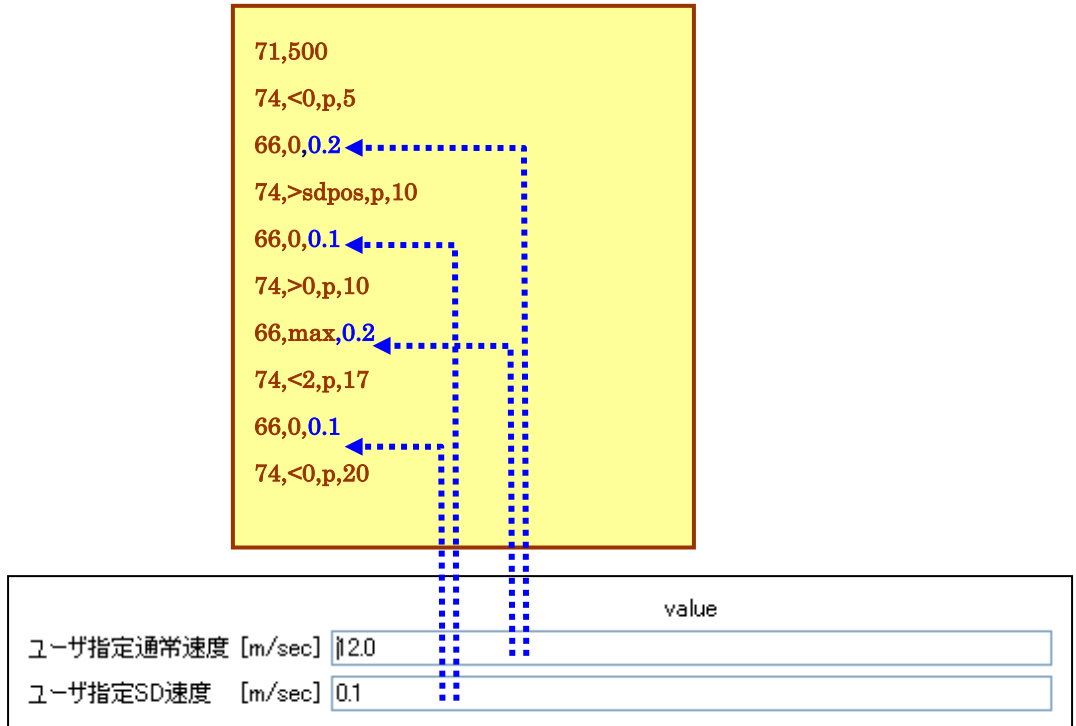 71,500
74,<0,p,5
66,0,0.2
74,>sdpos,p,10
66,0,0.1
74,>0,p,10
66,max,0.2
74,<2,p,17
66,0,0.1
74,<0,p,20
value
ユーザ指定通常速度 [m/sec] 12.0
ユーザ指定SD速度 [m/sec] 0.1